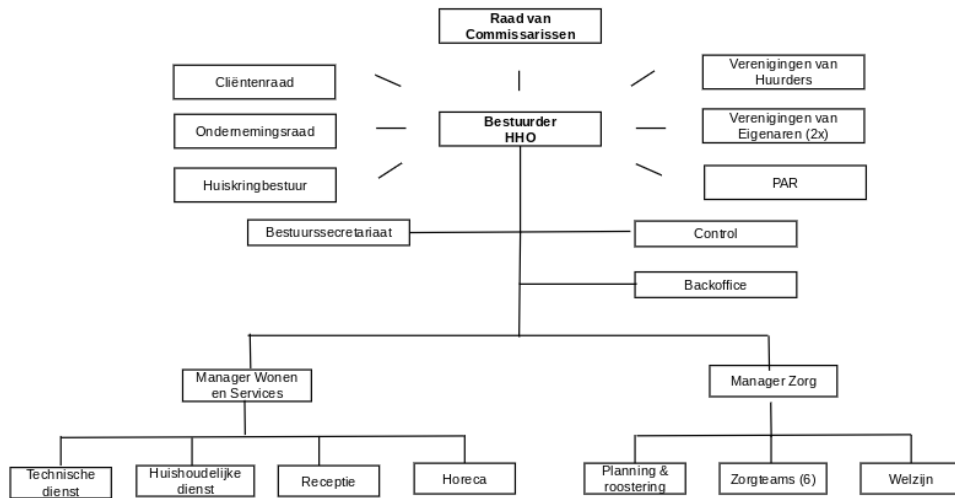 Raad van
Commissarissen
Cliëntenraad
Verenigingen van
Huurders
Ondernemingsraad
Bestuurder
HHO
Verenigingen van
Eigenaren (2x)
Huiskringbestuur
PAR
Bestuurssecretariaat
Control
Backoffice
Manager Wonen
en Services
Manager Zorg
Technische
dienst
Huishoudelijke
dienst
Receptie
Horeca
Planning &
roostering
Zorgteams (6)
Welzijn